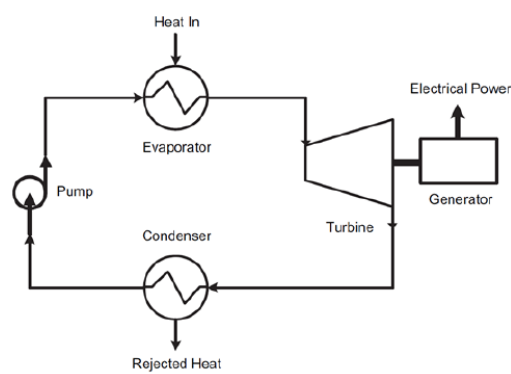 Heat In
Electrical Power
Evaporator
Pump
Generator
Turbine
Condenser
Rejected Heat